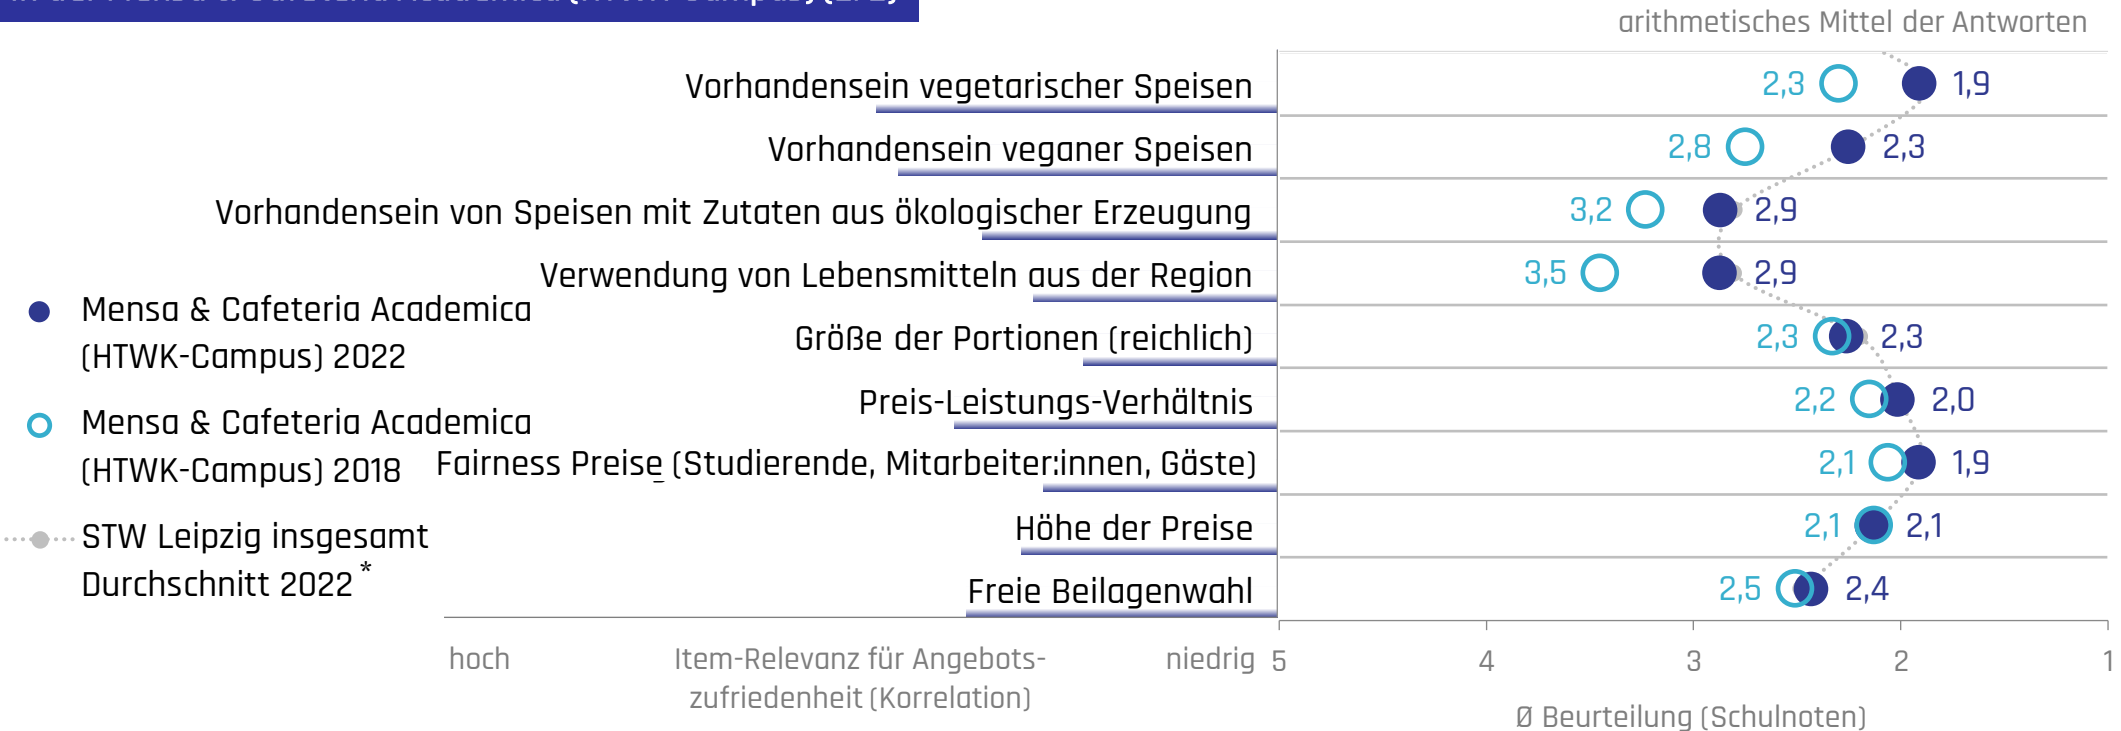 arithmetisches Mittel der Antworten
Vorhandensein vegetarischer Speisen 2,3 1,9
Vorhandensein veganer Speisen 2,8 2,3
Vorhandensein von Speisen mit Zutaten aus ökologischer Erzeugung 3,2 2,9
Verwendung von Lebensmitteln aus der Region 3,5 2,9
Größe der Portionen (reichlich) 2,3 2,3
Preis-Leistungs-Verhältnis 2,2 2,0
Fairness Preise (Studierende, Mitarbeiter:innen, Gäste) 2,1 1,9
Höhe der Preise 2,1 2,1
Freie Beilagenwahl 2,5 2,4
Mensa & Cafeteria Academica
(HTWK-Campus) 2022
Mensa & Cafeteria Academica
(HTWK-Campus) 2018
STW Leipzig insgesamt
Durchschnitt 2022 *
hoch Item-Relevanz für Angebots- niedrig
zufriedenheit (Korrelation)
5 4 3 2 1
Ø Beurteilung (Schulnoten)